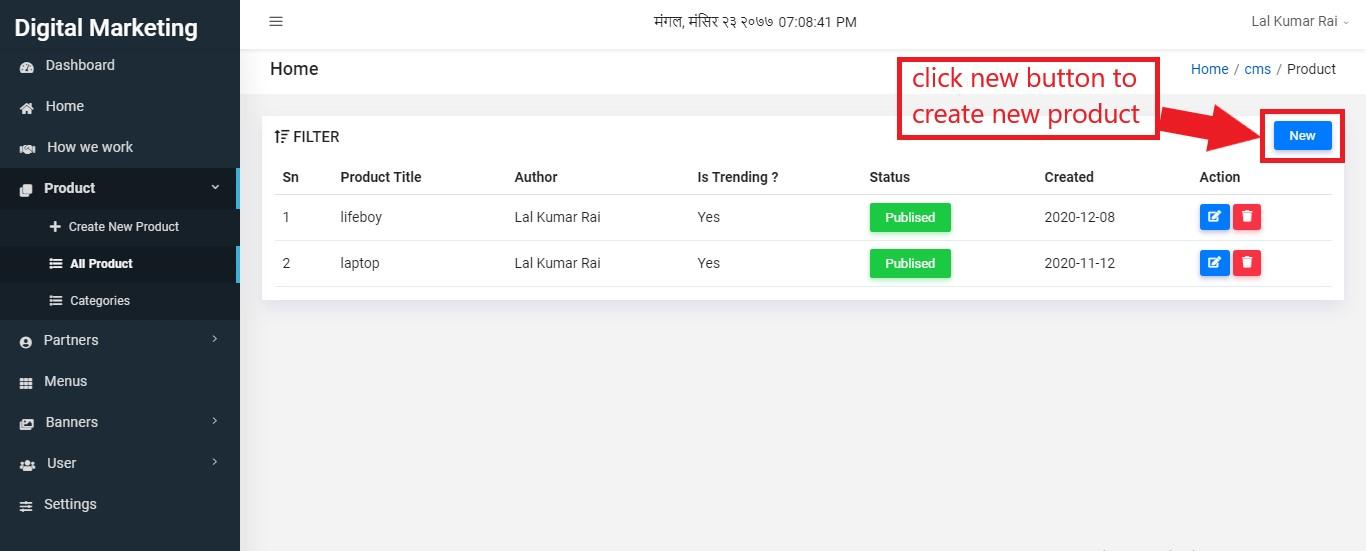 Digital Marketing
मंगल, मंसिर २३ २०७७ 07:08:41 PM
Lal Kumar Rai
Dashboard
Home
How we work
Product
Create New Product
All Product
Categories
Partners
Menus
Banners
User
Settings
Home
Home / cms / Product
click new button to
create new product
FILTER
New
Sn Product Title Author Is Trending ? Status Created Action
1 lifeboy Lal Kumar Rai Yes Publised 2020-12-08
2 laptop Lal Kumar Rai Yes Publised 2020-11-12